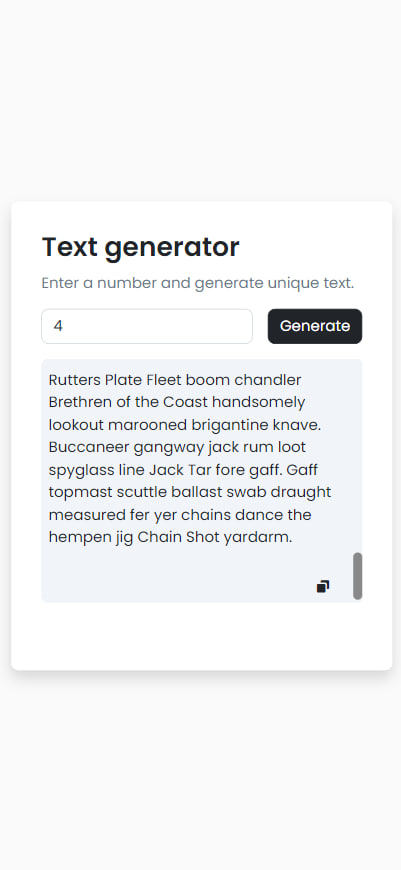 Text generator
Enter a number and generate unique text.
4
Generate
Rutters Plate Fleet boom chandler
Brethren of the Coast handsomely
lookout marooned brigantine knave.
Buccaneer gangway jack rum loot
spyglass line Jack Tar fore gaff. Gaff
topmast scuttle ballast swab draught
measured fer yer chains dance the
hempen jig Chain Shot yardarm.